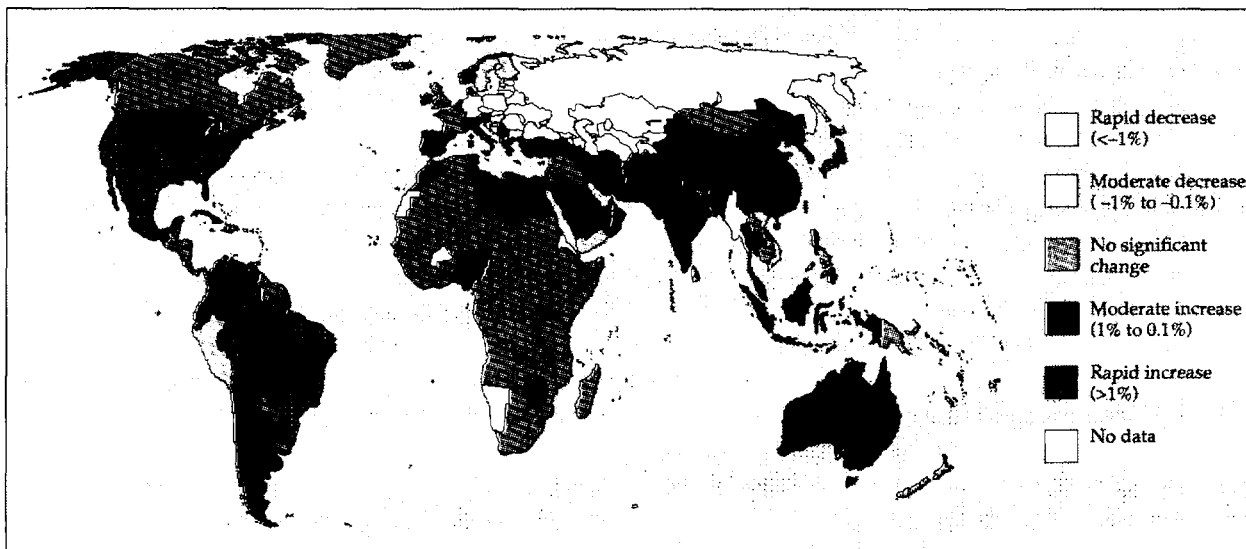 Rapid decrease
(<–1%)
Moderate decrease
(–1% to –0.1%)
No significant
change
Moderate increase
(1% to 0.1%)
Rapid increase
(>1%)
No data